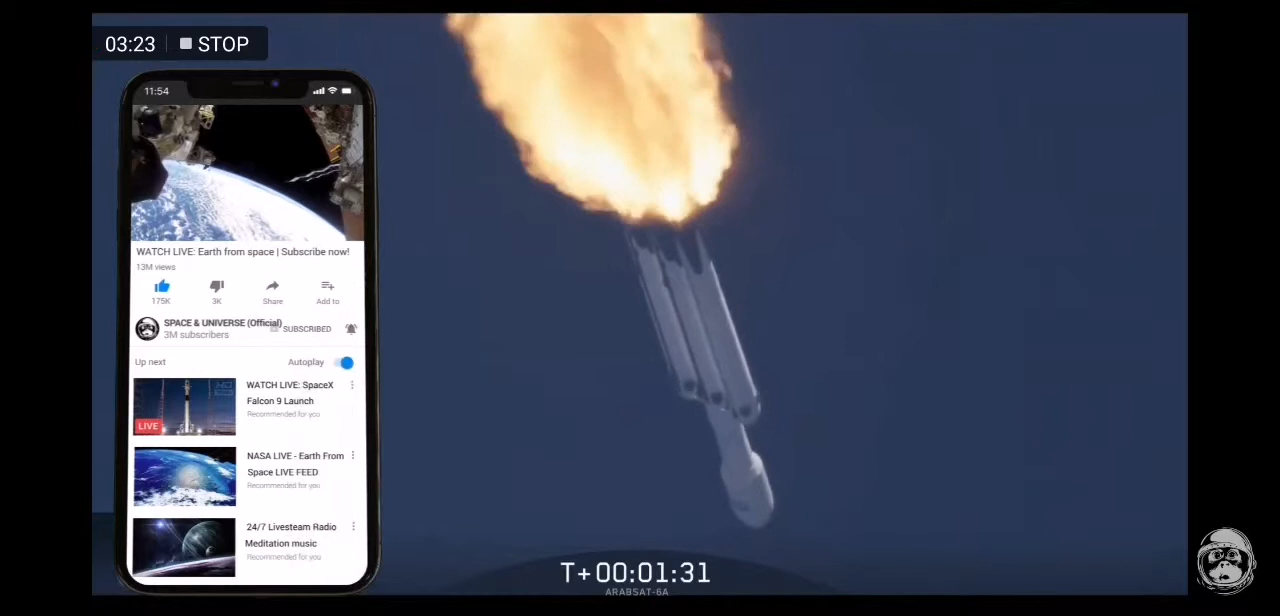 03:23 STOP
11:54
WATCH LIVE: Earth from space | Subscribe now!
13M views
175K 3K Share Add to
SPACE & UNIVERSE (Official)
SUBSCRIBED
3M subscribers
Up next Autoplay
WATCH LIVE: SpaceX
Falcon 9 Launch
Recommended for you
LIVE
NASA LIVE - Earth From
Space LIVE FEED
Recommended for you
24/7 Livesteam Radio
Meditation music
Recommended for you
T+00:01:31
ARABSAT-6A